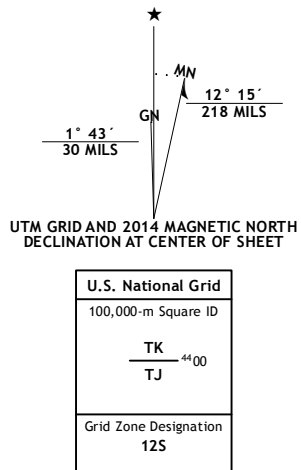 ★
MN
GN
12° 15´
218 MILS
1° 43´
30 MILS
UTM GRID AND 2014 MAGNETIC NORTH
DECLINATION AT CENTER OF SHEET
U.S. National Grid
100,000-m Square ID
TK
4400
TJ
Grid Zone Designation
12S